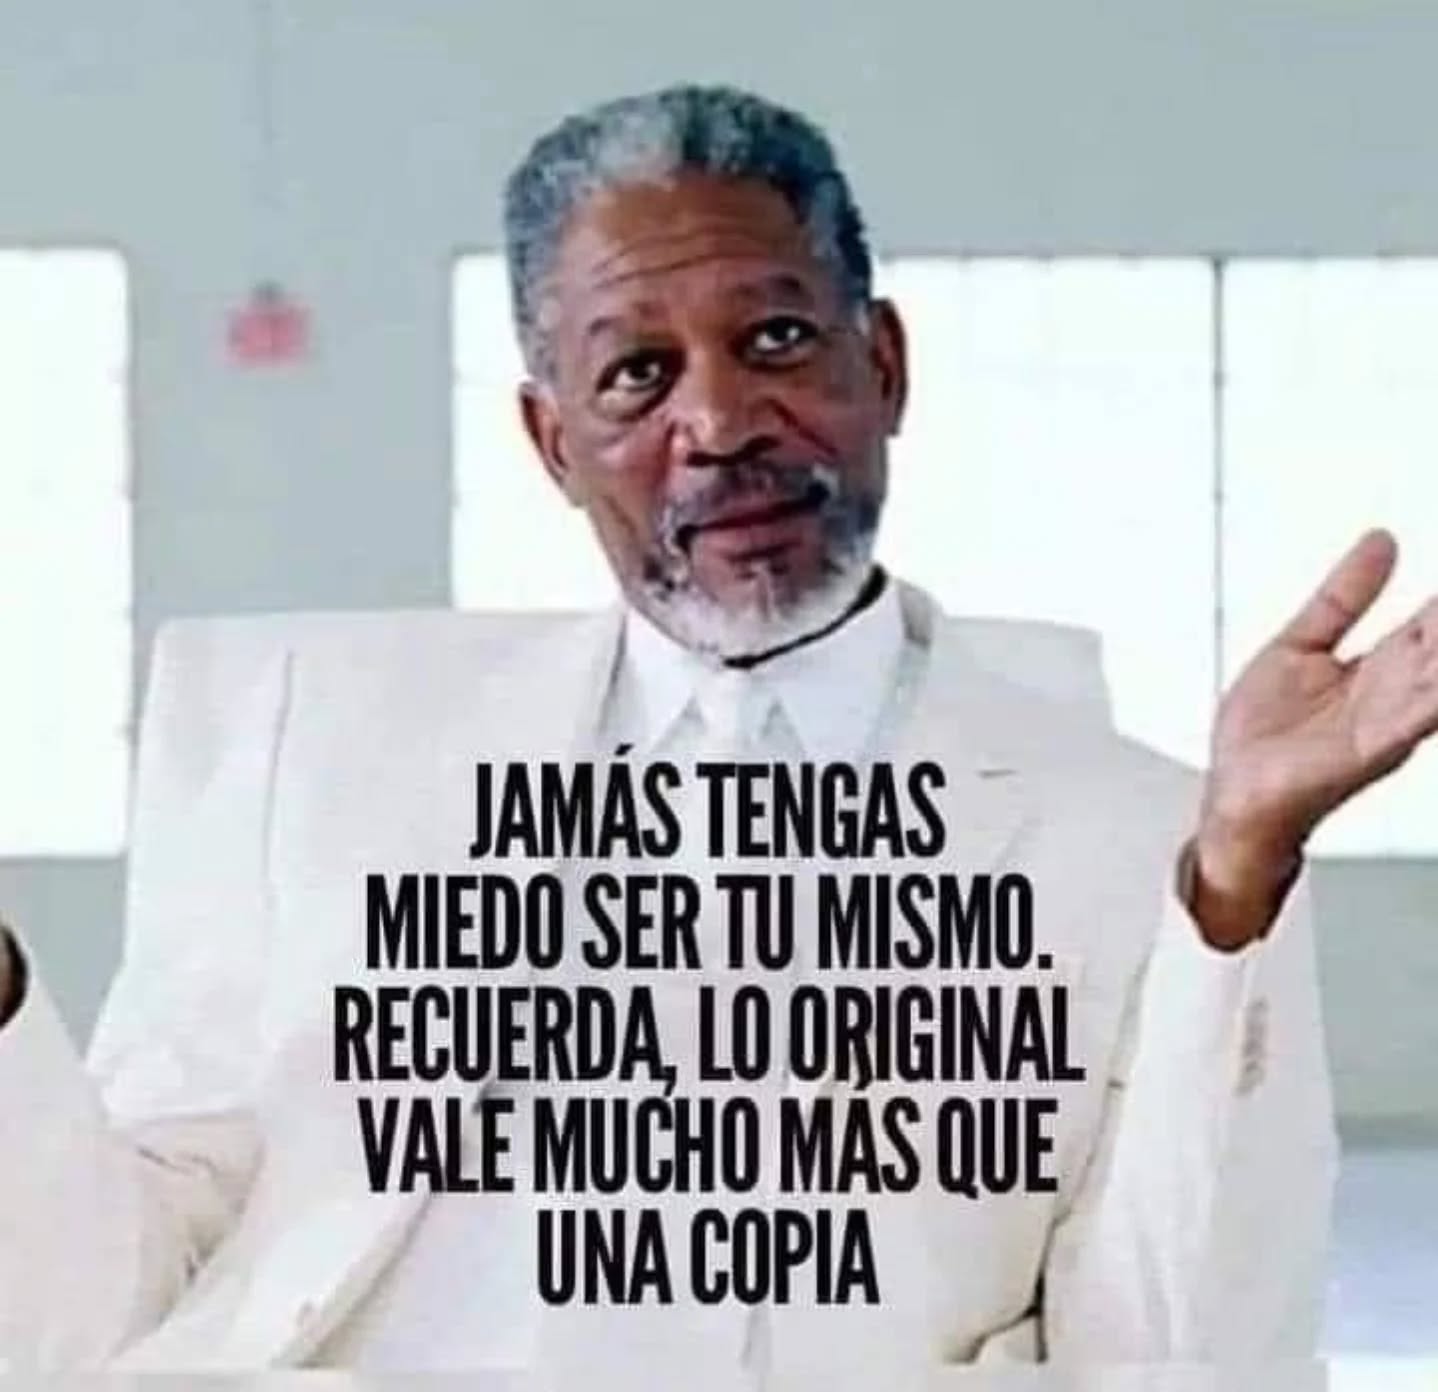 JAMÁS TENGAS
MIEDO SER TU MISMO.
RECUERDA, LO ORIGINAL
VALE MUCHO MÁS QUE
UNA COPIA